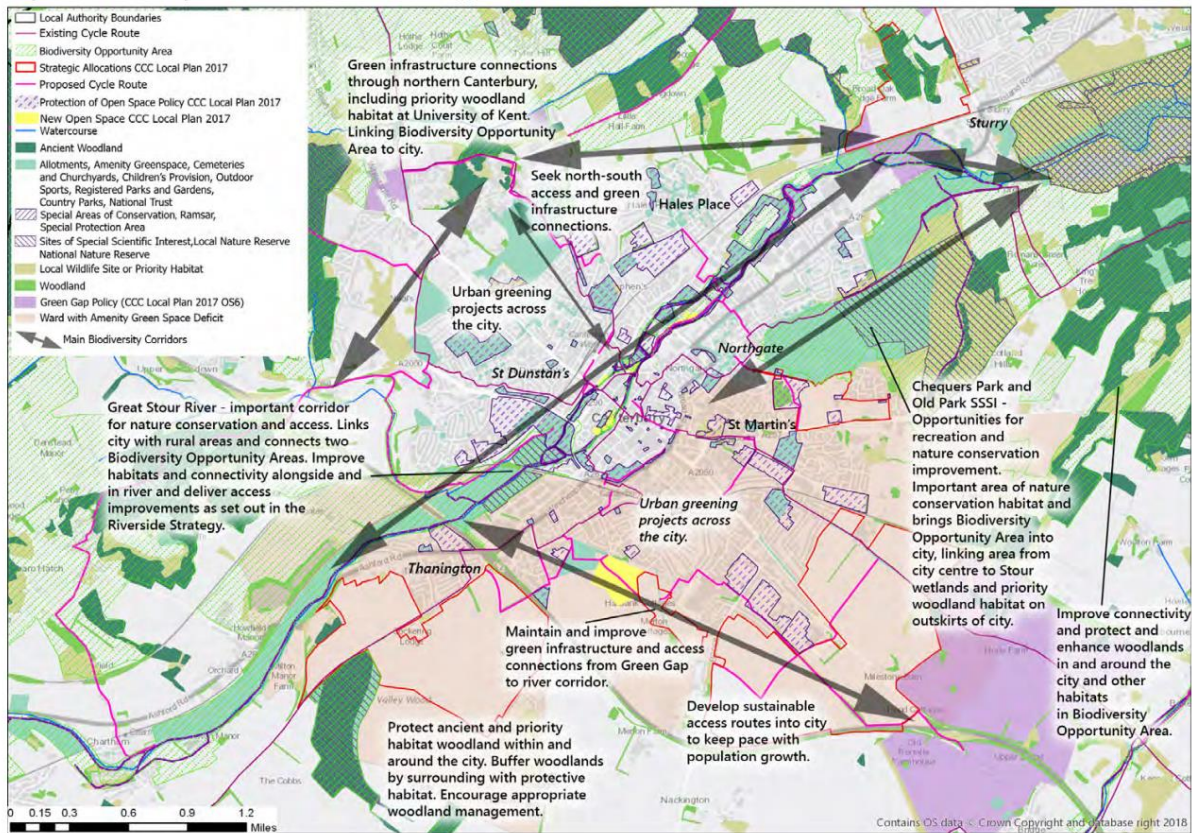 Local Authority Boundaries
Existing Cycle Route
Biodiversity Opportunity Area
Strategic Allocations CCC Local Plan 2017
Proposed Cycle Route
Protection of Open Space Policy CCC Local Plan 2017
New Open Space CCC Local Plan 2017
Watercourse
Ancient Woodland
Allotments, Amenity Greenspace, Cemeteries
and Churchyards, Children's Provision, Outdoor
Sports, Registered Parks and Gardens,
Country Parks, National Trust
Special Areas of Conservation, Ramsar,
Special Protection Area
Sites of Special Scientific Interest,Local Nature Reserve
National Nature Reserve
Local Wildlife Site or Priority Habitat
Woodland
Green Gap Policy (CCC Local Plan 2017 OS6)
Ward with Amenity Green Space Deficit
Main Biodiversity Corridors
Green infrastructure connections
through northern Canterbury,
including priority woodland
habitat at University of Kent.
Linking Biodiversity Opportunity
Area to city.
Sturry
Seek north-south
access and green
infrastructure
connections.
Hales Place
Urban greening
projects across
the city.
St Dunstan's
Northgate
St Martin's
A2050
Great Stour River - important corridor
for nature conservation and access. Links
city with rural areas and connects two
Biodiversity Opportunity Areas. Improve
habitats and connectivity alongside and
in river and deliver access
improvements as set out in the
Riverside Strategy.
Chequers Park and
Old Park SSSI -
Opportunities for
recreation and
nature conservation
improvement.
Important area of nature
conservation habitat and
brings Biodiversity
Opportunity Area into
city, linking area from
city centre to Stour
wetlands and priority
woodland habitat on
outskirts of city.
Urban greening
projects across
the city.
Thanington
Maintain and improve
green infrastructure and access
connections from Green Gap
to river corridor.
Improve connectivity
and protect and
enhance woodlands
in and around the
city and other
habitats
in Biodiversity
Opportunity Area.
Develop sustainable
access routes into city
to keep pace with
population growth.
Protect ancient and priority
habitat woodland within and
around the city. Buffer woodlands
by surrounding with protective
habitat. Encourage appropriate
woodland management.
Chartham
The Cobbs
Nackington
0 0.15 0.3 0.6 0.9 1.2
Miles
Contains OS data © Crown Copyright and database right 2018